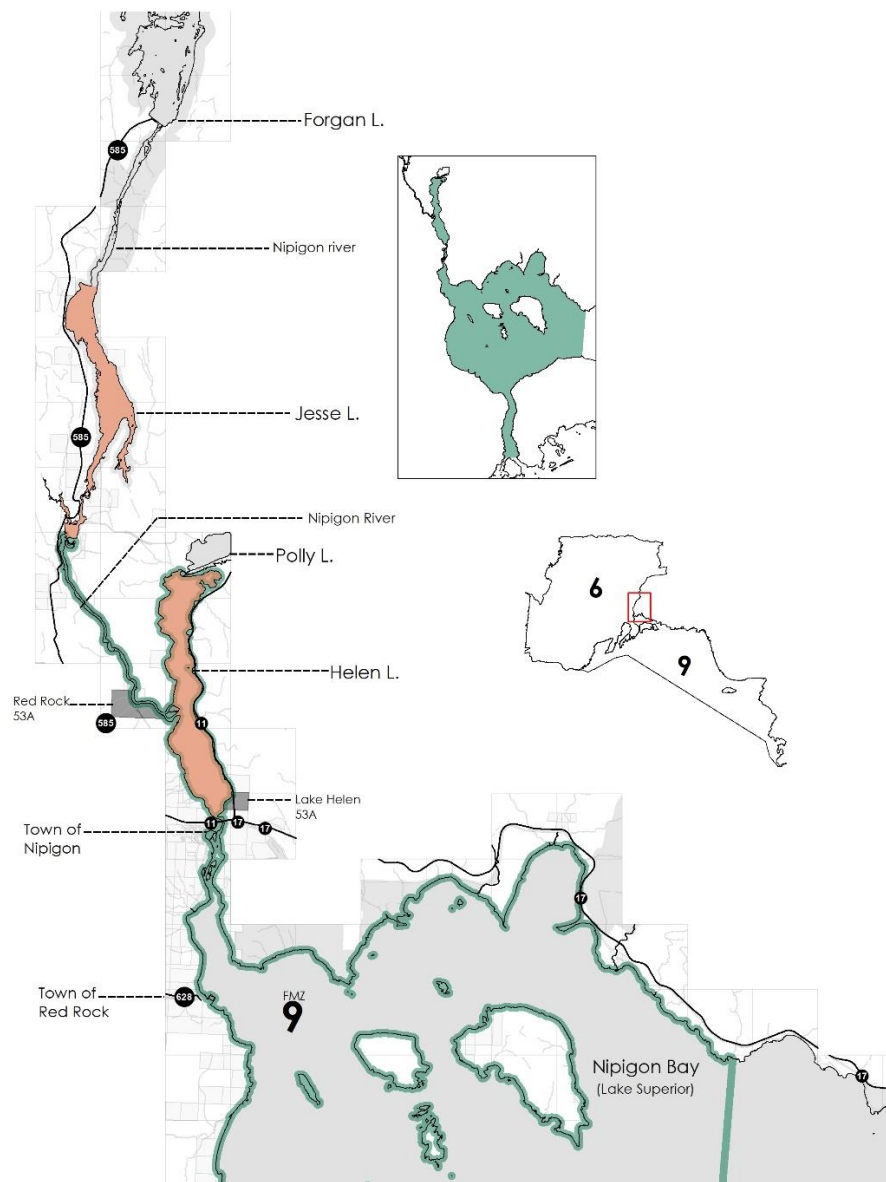 Forgan L.
585
Nipigon river
Jesse L.
585
Nipigon River
Polly L.
6
9
Helen L.
Red Rock
53A
585
11
Lake Helen
53A
11
17
17
Town of
Nipigon
17
Town of
Red Rock
628
FMZ
9
Nipigon Bay
(Lake Superior)
17